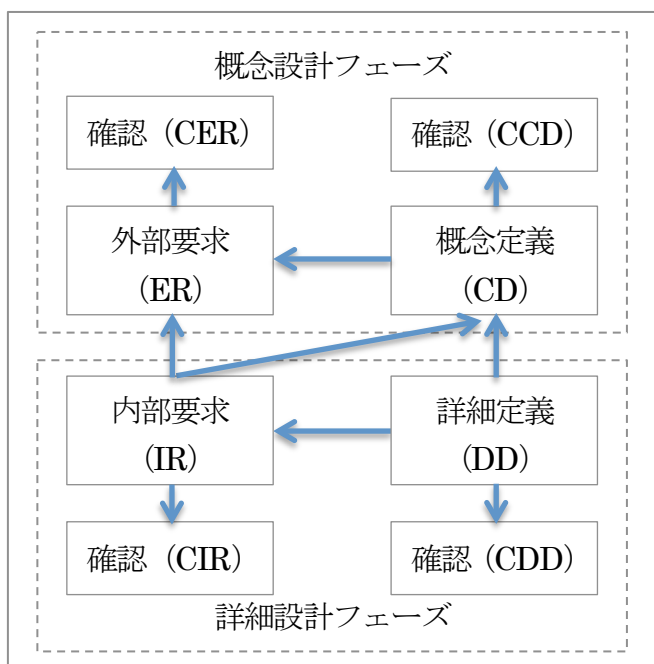 概念設計フェーズ
確認（CER）
確認（CCD）
外部要求
(ER)
概念定義
(CD)
内部要求
(IR)
詳細定義
(DD)
確認（CIR）
確認（CDD）
詳細設計フェーズ